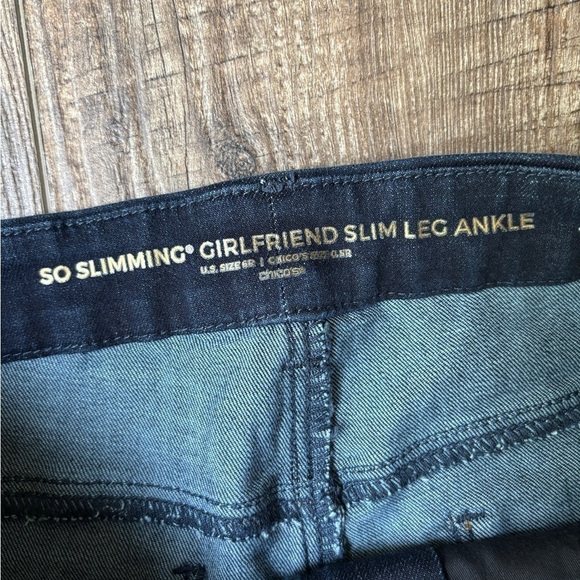 SO SLIMMING® GIRLFRIEND SLIM LEG ANKLE
U.S. SIZE 6R | CHICO'S SIZE 0.5R
chico's®